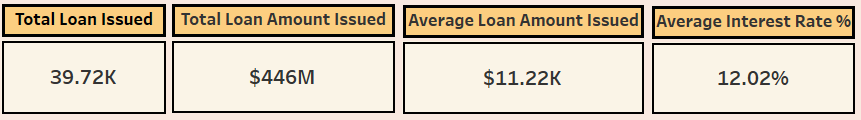 Total Loan Issued
39.72K
Total Loan Amount Issued
$446M
Average Loan Amount Issued
$11.22K
Average Interest Rate %
12.02%